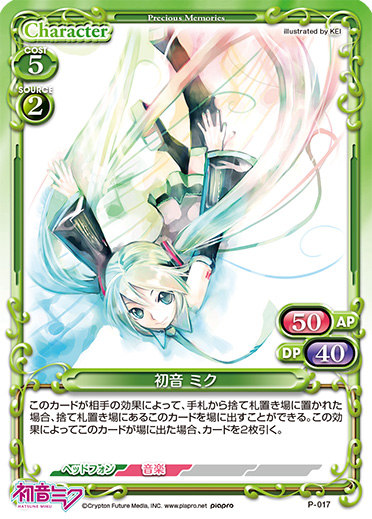 Precious Memories
Character
illustrated by KEI
COST
5
SOURCE
2
50 AP
DP 40
初音 ミク
このカードが相手の効果によって、手札から捨て札置き場に置かれた
場合、捨て札置き場にあるこのカードを場に出すことができる。この効
果によってこのカードが場に出た場合、カードを2枚引く。
ヘッドフォン 音楽
初音ミク
HATSUNE MIKU
©Crypton Future Media, INC. www.piapro.net piapro
P-017